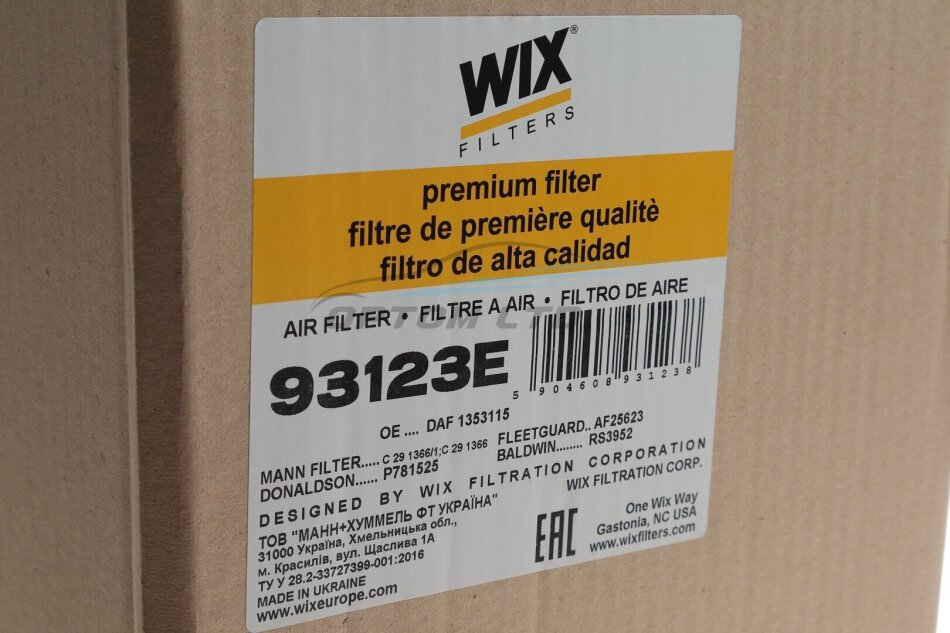 WIX®
FILTERS
premium filter
filtre de première qualitè
filtro de alta calidad
AIR FILTER • FILTRE A AIR • FILTRO DE AIRE
93123E
5 904608 931238
OE .... DAF 1353115
MANN FILTER..... C 29 1366/1;C 29 1366
FLEETGUARD.. AF25623
DONALDSON...... P781525
BALDWIN........ RS3952
DESIGNED BY WIX FILTRATION CORPORATION
WIX FILTRATION CORP.
ТОВ "МАНН+ХУММЕЛЬ ФТ УКРАЇНА"
31000 Україна, Хмельницька обл.,
м. Красилів, вул. Щаслива 1А
ТУ У 28.2-33727399-001:2016
MADE IN UKRAINE
www.wixeurope.com
EAC
One Wix Way
Gastonia, NC USA
www.wixfilters.com